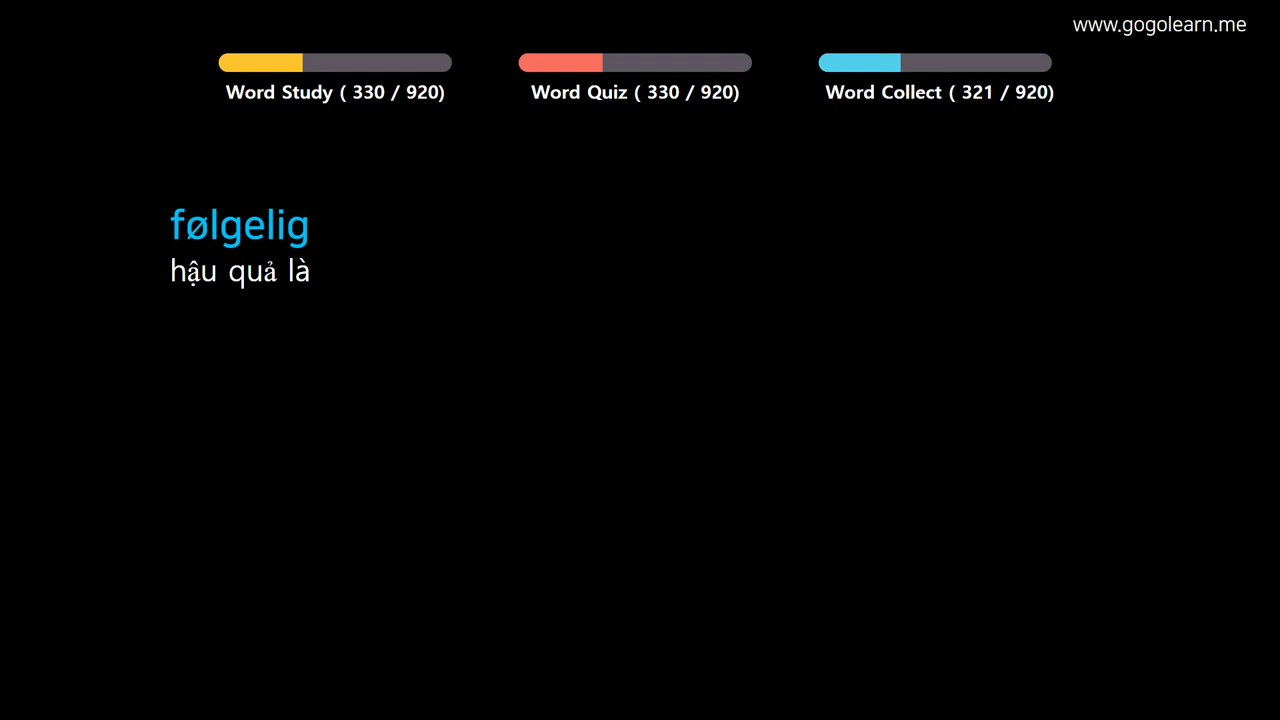 www.gogolearn.me
Word Study ( 330 / 920)
Word Quiz ( 330 / 920)
Word Collect ( 321 / 920)
følgelig
hậu quả là